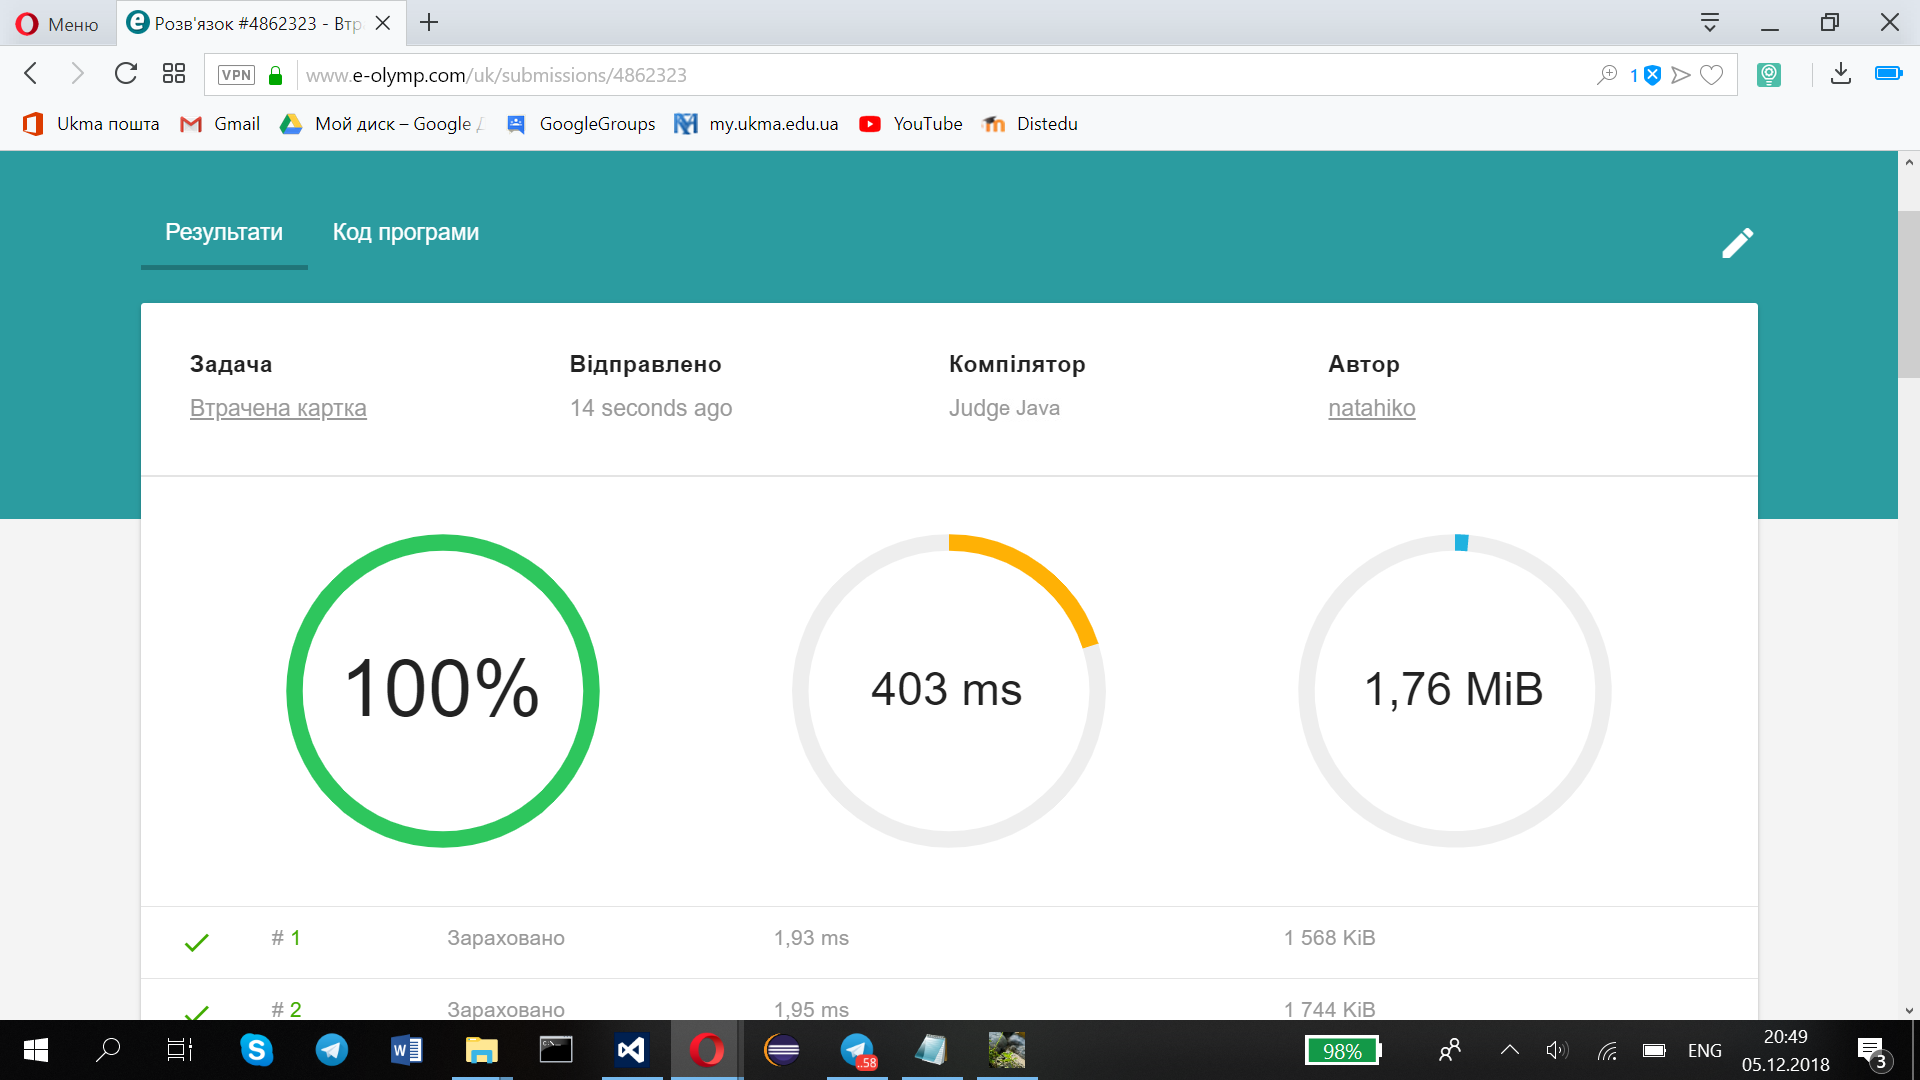 Меню
Розв'язок #4862323 - Втр
VPN
www.e-olymp.com/uk/submissions/4862323
1
Ukma пошта
Gmail
Мой диск – Google Д
GoogleGroups
my.ukma.edu.ua
YouTube
Distedu
Результати
Код програми
Задача
Відправлено
Компілятор
Автор
Втрачена картка
14 seconds ago
Judge Java
natahiko
100%
403 ms
1,76 MiB
# 1
Зараховано
1,93 ms
1 568 KiB
# 2
Зараховано
1,95 ms
1 744 KiB
..58
98%
ENG
20:49
05.12.2018
3